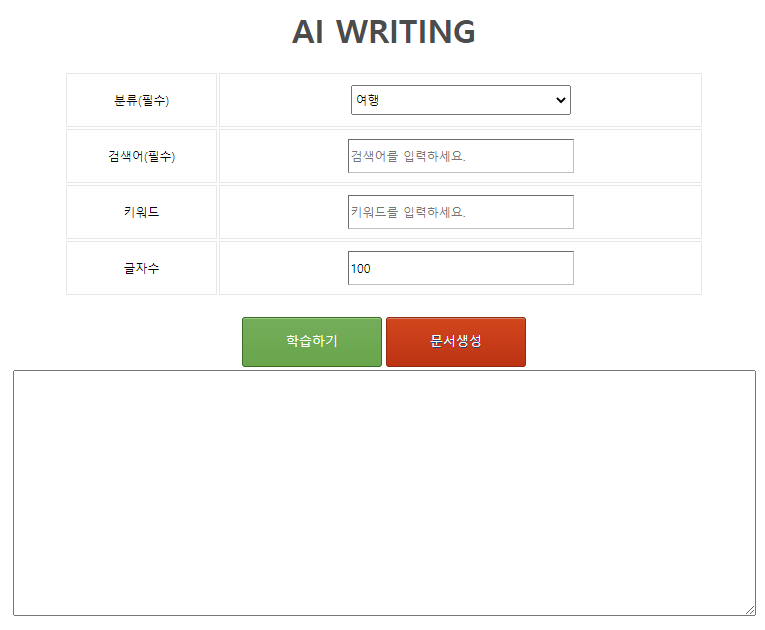 AI WRITING
분류(필수)
여행
검색어(필수)
검색어를 입력하세요.
키워드
키워드를 입력하세요.
글자수
100
학습하기
문서생성